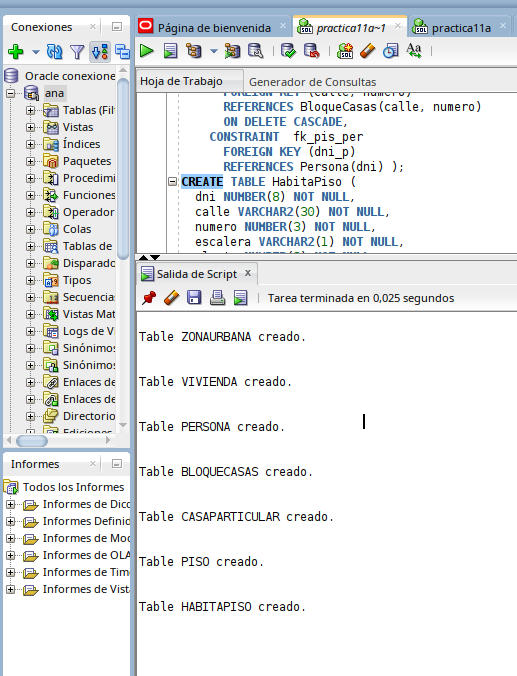 Conexiones
Oracle conexione
ana
Tablas (Fil
Vistas
Índices
Paquetes
Procedimi
Funciones
Operador
Colas
Tablas de
Disparado
Tipos
Secuencias
Vistas Mat
Logs de Vi
Sinónimos
Sinónimos
Enlaces de
Enlaces de
Directorio
Ediciones
Informes
Todos los Informes
Informes de Dicc
Informes Definid
Informes de Mod
Informes de OLA
Informes de Time
Informes de Vist
Página de bienvenida
practica11a~1
practica11a
Hoja de Trabajo
Generador de Consultas
FOREIGN KEY (calle, numero)
REFERENCES BloqueCasas(calle, numero)
ON DELETE CASCADE,
CONSTRAINT fk_pis_per
FOREIGN KEY (dni_p)
REFERENCES Persona(dni) );
CREATE TABLE HabitaPiso (
dni NUMBER(8) NOT NULL,
calle VARCHAR2(30) NOT NULL,
numero NUMBER(3) NOT NULL,
escalera VARCHAR2(1) NOT NULL,
Salida de Script
Tarea terminada en 0,025 segundos
Table ZONAURBANA creado.
Table VIVIENDA creado.
Table PERSONA creado.
Table BLOQUECASAS creado.
Table CASAPARTICULAR creado.
Table PISO creado.
Table HABITAPISO creado.